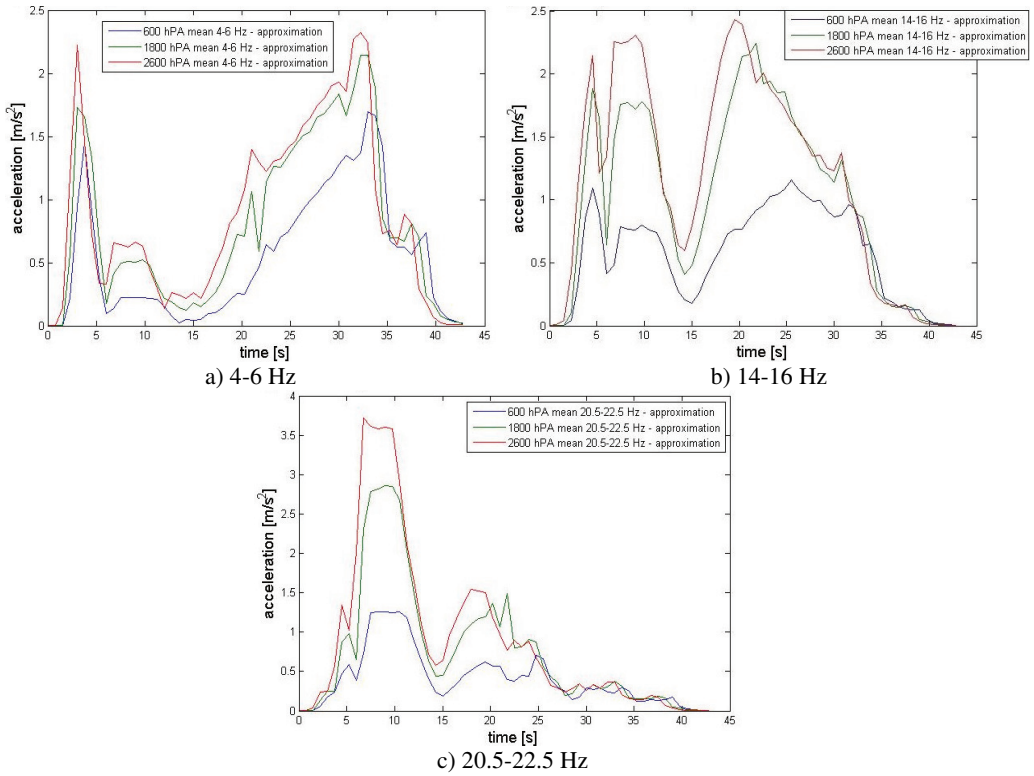 600 hPA mean 4-6 Hz - approximation
1800 hPA mean 4-6 Hz - approximation
2600 hPA mean 4-6 Hz - approximation
2.5
2
1.5
1
0.5
0
acceleration [m/s²]
0 5 10 15 20 25 30 35 40 45
time [s]
a) 4-6 Hz
600 hPA mean 14-16 Hz - approximation
1800 hPA mean 14-16 Hz - approximation
2600 hPA mean 14-16 Hz - approximation
2.5
2
1.5
1
0.5
0
acceleration [m/s²]
0 5 10 15 20 25 30 35 40 45
time [s]
b) 14-16 Hz
600 hPA mean 20.5-22.5 Hz - approximation
1800 hPA mean 20.5-22.5 Hz - approximation
2600 hPA mean 20.5-22.5 Hz - approximation
4
3.5
3
2.5
2
1.5
1
0.5
0
acceleration [m/s²]
0 5 10 15 20 25 30 35 40 45
time [s]
c) 20.5-22.5 Hz